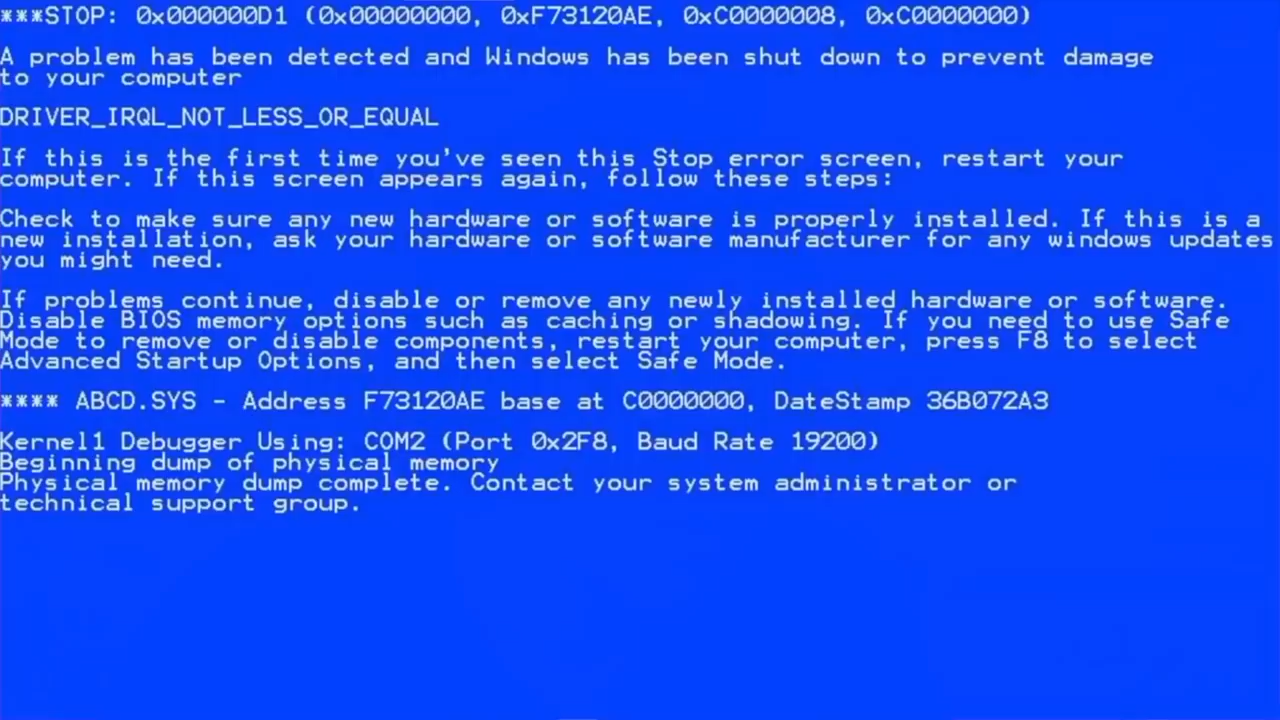 ***STOP: 0x000000D1 (0x00000000, 0xF73120AE, 0xC0000008, 0xC0000000)
A problem has been detected and Windows has been shut down to prevent damage
to your computer
DRIVER_IRQL_NOT_LESS_OR_EQUAL
If this is the first time you've seen this Stop error screen, restart your
computer. If this screen appears again, follow these steps:
Check to make sure any new hardware or software is properly installed. If this is a
new installation, ask your hardware or software manufacturer for any windows updates
you might need.
If problems continue, disable or remove any newly installed hardware or software.
Disable BIOS memory options such as caching or shadowing. If you need to use Safe
Mode to remove or disable components, restart your computer, press F8 to select
Advanced Startup Options, and then select Safe Mode.
**** ABCD.SYS - Address F73120AE base at C0000000, DateStamp 36B072A3
Kernel1 Debugger Using: COM2 (Port 0x2F8, Baud Rate 19200)
Beginning dump of physical memory
Physical memory dump complete. Contact your system administrator or
technical support group.